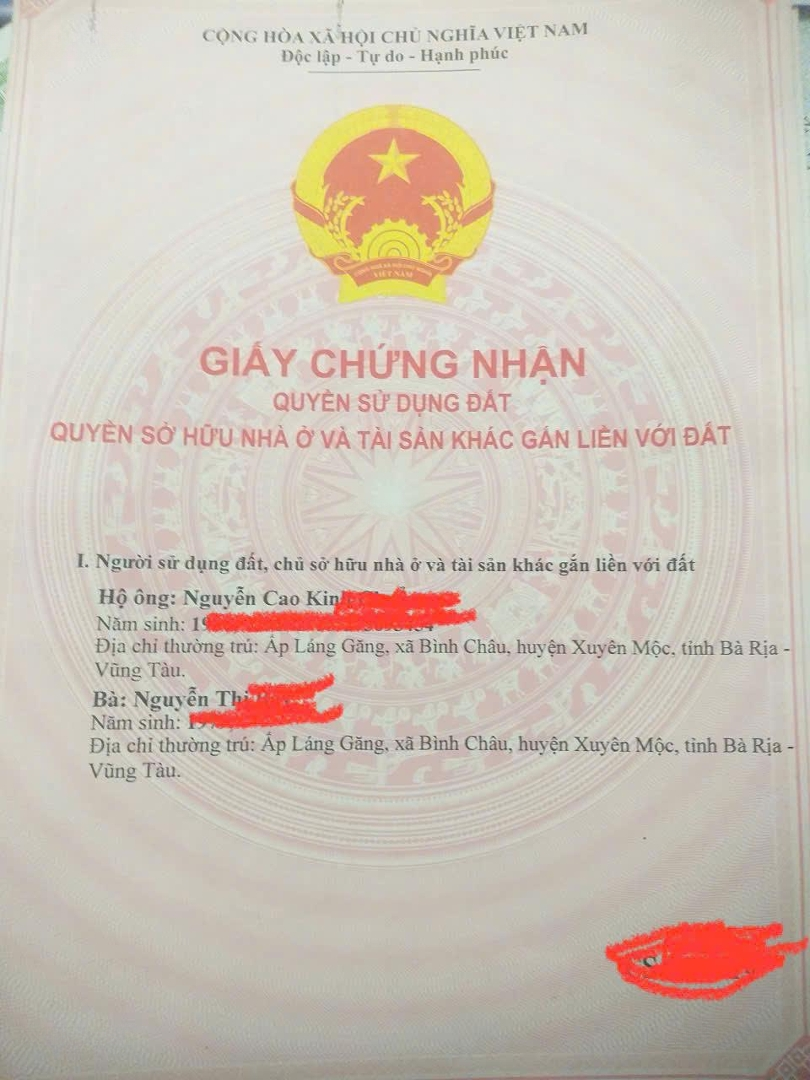 CỘNG HÒA XÃ HỘI CHỦ NGHĨA VIỆT NAM
Độc lập - Tự do - Hạnh phúc
VIỆT NAM
GIẤY CHỨNG NHẬN
QUYỀN SỬ DỤNG ĐẤT
QUYỀN SỞ HỮU NHÀ Ở VÀ TÀI SẢN KHÁC GẮN LIỀN VỚI ĐẤT
I. Người sử dụng đất, chủ sở hữu nhà ở và tài sản khác gắn liền với đất
Hộ ông: Nguyễn Cao
Năm sinh:
Địa chỉ thường trú: Ấp Láng Găng, xã Bình Châu, huyện Xuyên Mộc, tỉnh Bà Rịa -
Vũng Tàu.
Bà: Nguyễn
Năm sinh:
Địa chỉ thường trú: Ấp Láng Găng, xã Bình Châu, huyện Xuyên Mộc, tỉnh Bà Rịa -
Vũng Tàu.